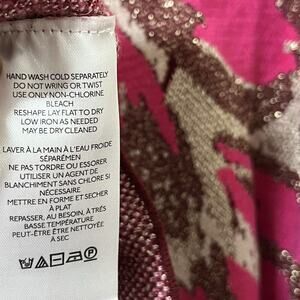 HAND WASH COLD SEPARATELY
DO NOT WRING OR TWIST
USE ONLY NON-CHLORINE
BLEACH
RESHAPE LAY FLAT TO DRY
LOW IRON AS NEEDED
MAY BE DRY CLEANED
LAVER À LA MAIN À L'EAU FROIDE
SÉPARÉMEN
NE PAS TORDRE OU ESSORER
UTILISER UN AGENT DE
BLANCHIMENT SANS CHLORE SI
NÉCESSAIRE
METTRE EN FORME ET SECHER
À PLAT
REPASSER, AU BESOIN, À TRÈS
BASSE TEMPÉRATURE
PEUT-ÊTRE ÊTRE NETTOYÉ
À SEC